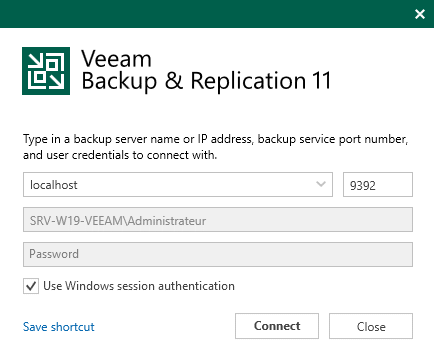 Veeam
Backup & Replication 11
Type in a backup server name or IP address, backup service port number,
and user credentials to connect with.
localhost
9392
SRV-W19-VEEAM\Administrateur
Password
Use Windows session authentication
Save shortcut
Connect
Close